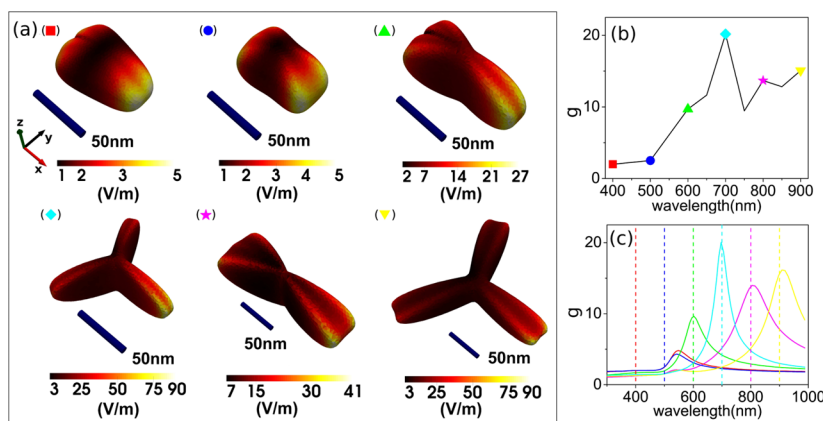 (a)
(■) (●) (▲)
50nm 50nm 50nm
z y x
1 2 3 5
(V/m)
1 2 3 4 5
(V/m)
2 7 14 21 27
(V/m)
(◆) (★) (▼)
50nm 50nm 50nm
3 25 50 75 90
(V/m)
7 15 30 41
(V/m)
3 25 50 75 90
(V/m)
(b)
g
20
10
0
400 500 600 700 800 900
wavelength(nm)
(c)
g
20
10
0
400 600 800 1000
wavelength(nm)